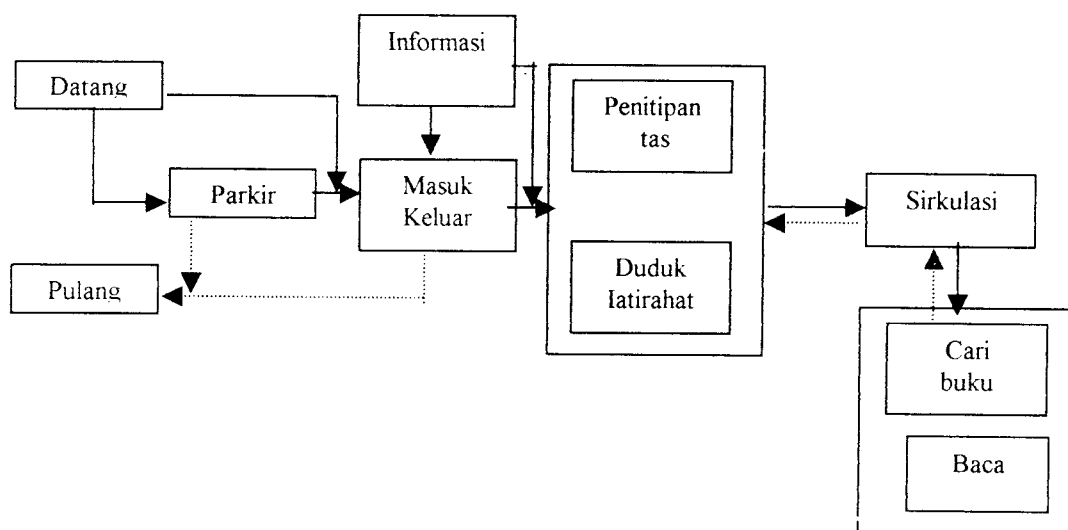 Informasi
Datang
Penitipan
tas
Parkir
Masuk
Keluar
Sirkulasi
Pulang
Duduk
Iatirahat
Cari
buku
Baca